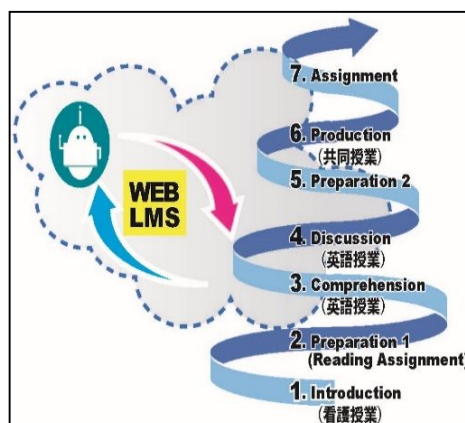 7. Assignment
6. Production
(共同授業)
5. Preparation 2
WEB
LMS
4. Discussion
(英語授業)
3. Comprehension
(英語授業)
2. Preparation 1
(Reading Assignment)
1. Introduction
(看護授業)